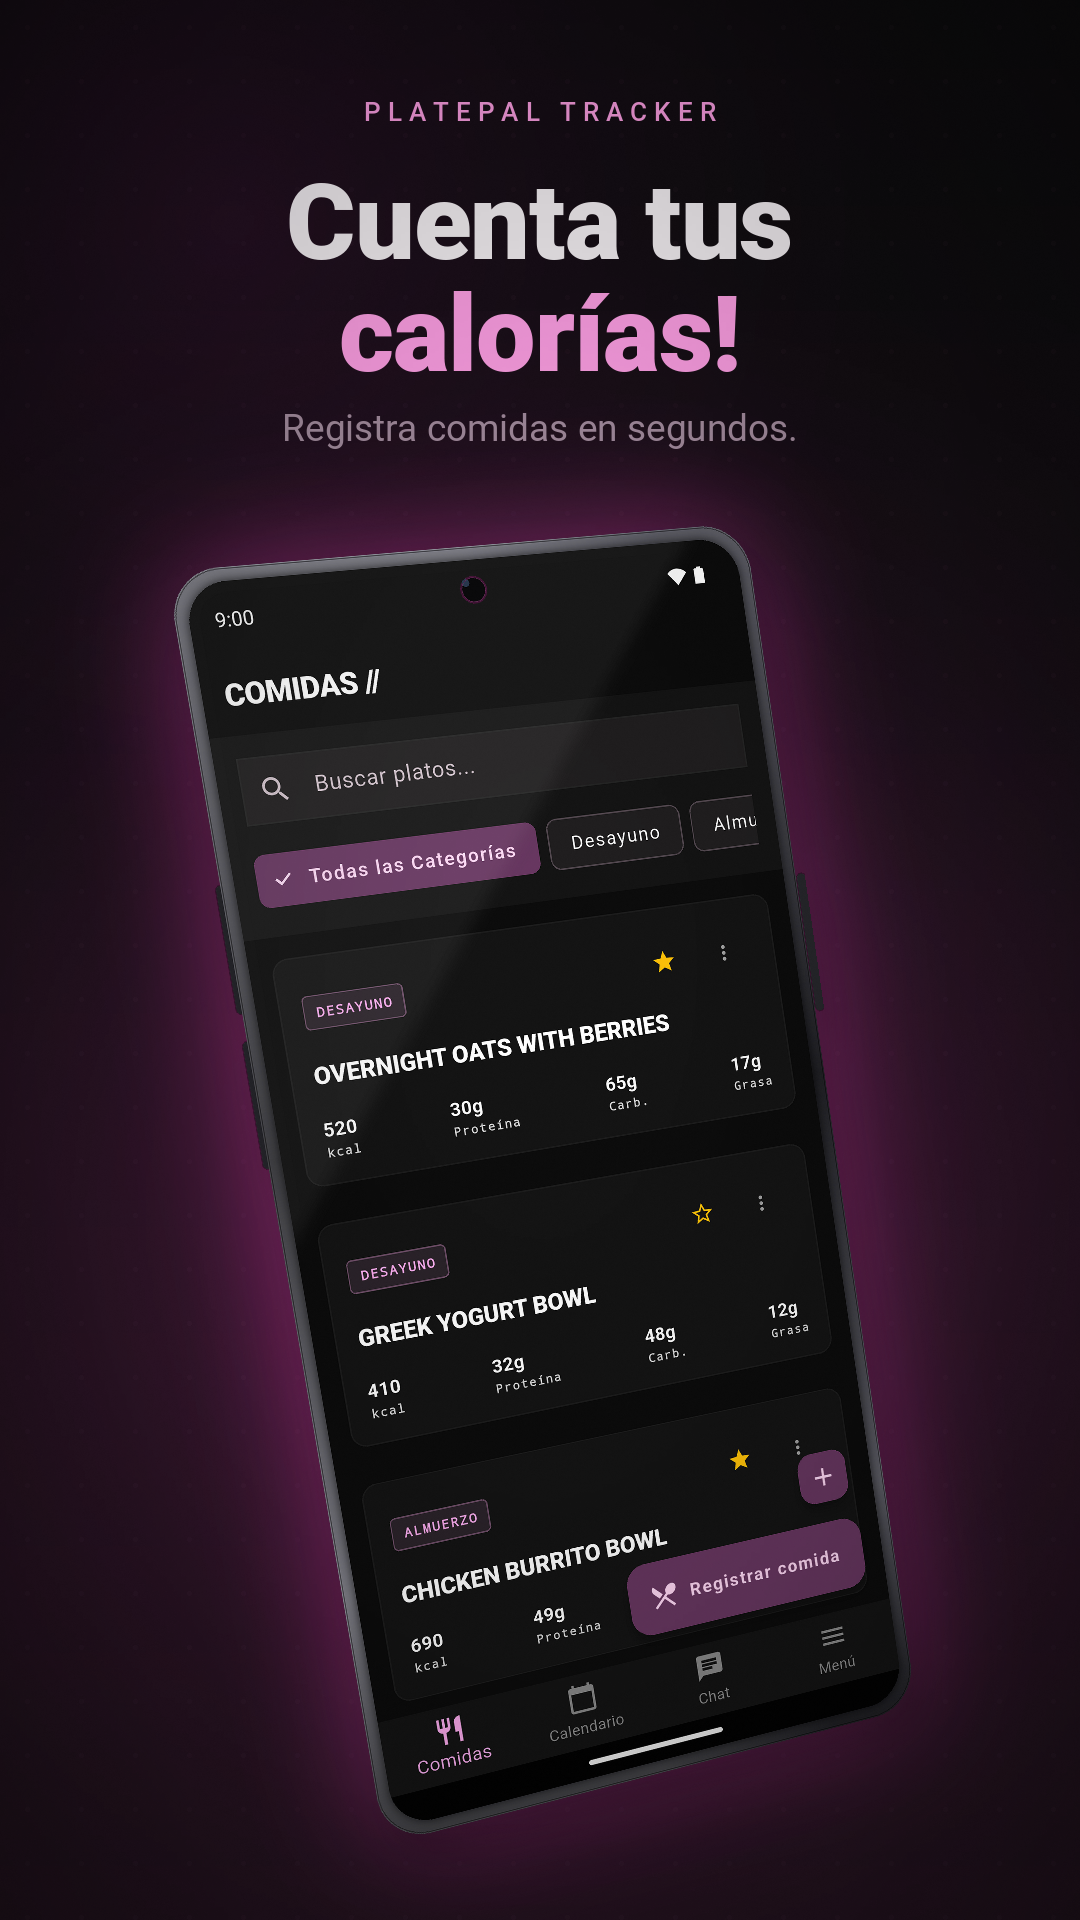 PLATEPAL TRACKER
Cuenta tus
calorías!
Registra comidas en segundos.
9:00
COMIDAS //
Buscar platos...
Todas las Categorías
Desayuno
Almu
DESAYUNO
OVERNIGHT OATS WITH BERRIES
520
kcal
30g
Proteína
65g
Carb.
17g
Grasa
DESAYUNO
GREEK YOGURT BOWL
410
kcal
32g
Proteína
48g
Carb.
12g
Grasa
ALMUERZO
CHICKEN BURRITO BOWL
690
kcal
49g
Proteína
Registrar comida
Comidas
Calendario
Chat
Menú